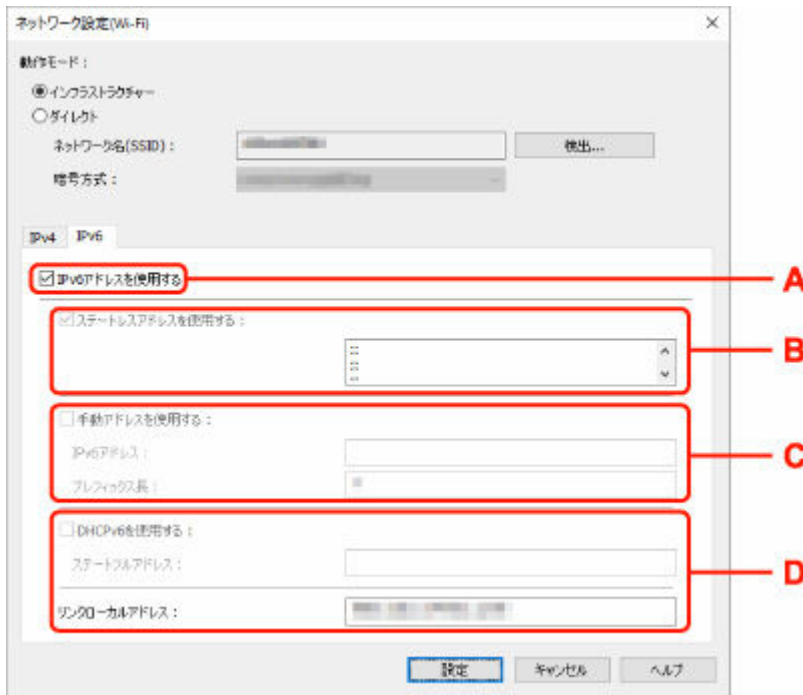 ネットワーク設定(Wi-Fi)
動作モード：
インフラストラクチャー
ダイレクト
ネットワーク名(SSID)：
検出...
暗号方式：
IPv4 IPv6
IPv6アドレスを使用する
A
ステートレスアドレスを使用する：
::
::
::
B
手動アドレスを使用する：
IPv6アドレス：
C
プレフィックス長：
DHCPv6を使用する：
ステートフルアドレス：
D
リンクローカルアドレス：
設定 キャンセル ヘルプ